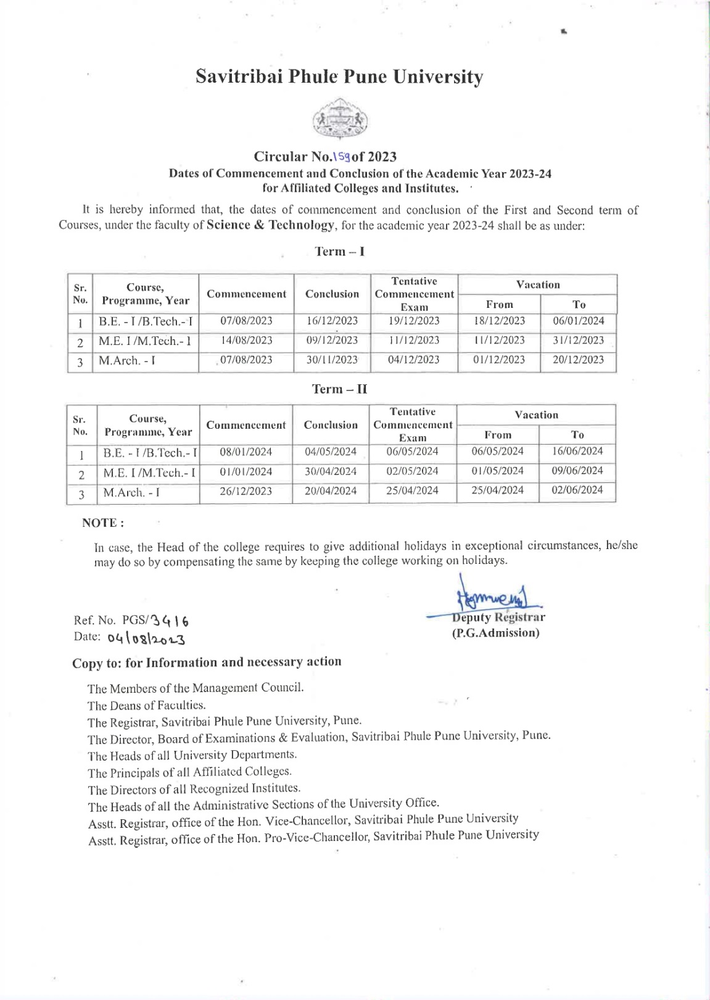 Savitribai Phule Pune University
Circular No.159of 2023
Dates of Commencement and Conclusion of the Academic Year 2023-24
for Affiliated Colleges and Institutes.
It is hereby informed that, the dates of commencement and conclusion of the First and Second term of
Courses, under the faculty of Science & Technology, for the academic year 2023-24 shall be as under:
Term – I
Sr. No. Course, Programme, Year Commencement Conclusion Tentative Commencement Exam Vacation From To
1 B.E. - I /B.Tech.- I 07/08/2023 16/12/2023 19/12/2023 18/12/2023 06/01/2024
2 M.E. I /M.Tech.- I 14/08/2023 09/12/2023 11/12/2023 11/12/2023 31/12/2023
3 M.Arch. - I 07/08/2023 30/11/2023 04/12/2023 01/12/2023 20/12/2023
Term – II
Sr. No. Course, Programme, Year Commencement Conclusion Tentative Commencement Exam Vacation From To
1 B.E. - I /B.Tech.- I 08/01/2024 04/05/2024 06/05/2024 06/05/2024 16/06/2024
2 M.E. I /M.Tech.- I 01/01/2024 30/04/2024 02/05/2024 01/05/2024 09/06/2024
3 M.Arch. - I 26/12/2023 20/04/2024 25/04/2024 25/04/2024 02/06/2024
NOTE :
In case, the Head of the college requires to give additional holidays in exceptional circumstances, he/she
may do so by compensating the same by keeping the college working on holidays.
Deputy Registrar
(P.G.Admission)
Ref. No. PGS/3416
Date: 04/08/2023
Copy to: for Information and necessary action
The Members of the Management Council.
The Deans of Faculties.
The Registrar, Savitribai Phule Pune University, Pune.
The Director, Board of Examinations & Evaluation, Savitribai Phule Pune University, Pune.
The Heads of all University Departments.
The Principals of all Affiliated Colleges.
The Directors of all Recognized Institutes.
The Heads of all the Administrative Sections of the University Office.
Asstt. Registrar, office of the Hon. Vice-Chancellor, Savitribai Phule Pune University
Asstt. Registrar, office of the Hon. Pro-Vice-Chancellor, Savitribai Phule Pune University